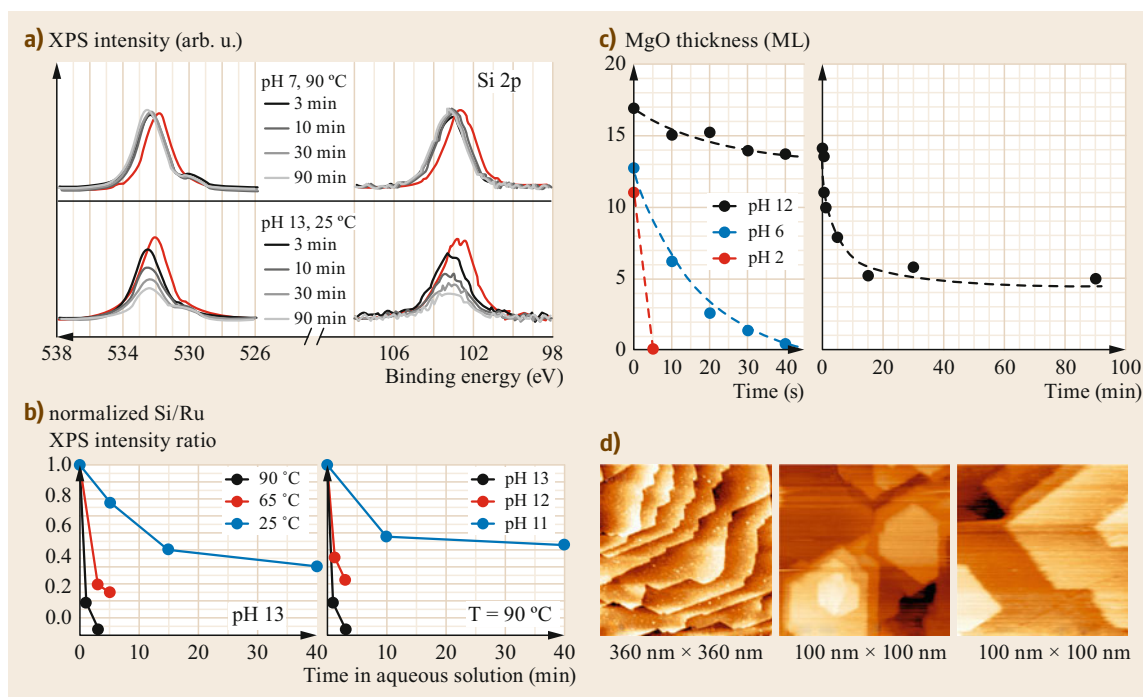 a) XPS intensity (arb. u.)
pH 7, 90 °C
3 min
10 min
30 min
90 min
Si 2p
pH 13, 25 °C
3 min
10 min
30 min
90 min
538 534 530 526 106 102 98
Binding energy (eV)
b) normalized Si/Ru
XPS intensity ratio
1.0
0.8
0.6
0.4
0.2
0.0
90 °C
65 °C
25 °C
pH 13
0 10 20 30 40
pH 13
pH 12
pH 11
T = 90 °C
0 10 20 30 40
Time in aqueous solution (min)
c) MgO thickness (ML)
20
15
10
5
0
pH 12
pH 6
pH 2
0 10 20 30 40
Time (s)
0 20 40 60 80 100
Time (min)
d)
360 nm × 360 nm
100 nm × 100 nm
100 nm × 100 nm